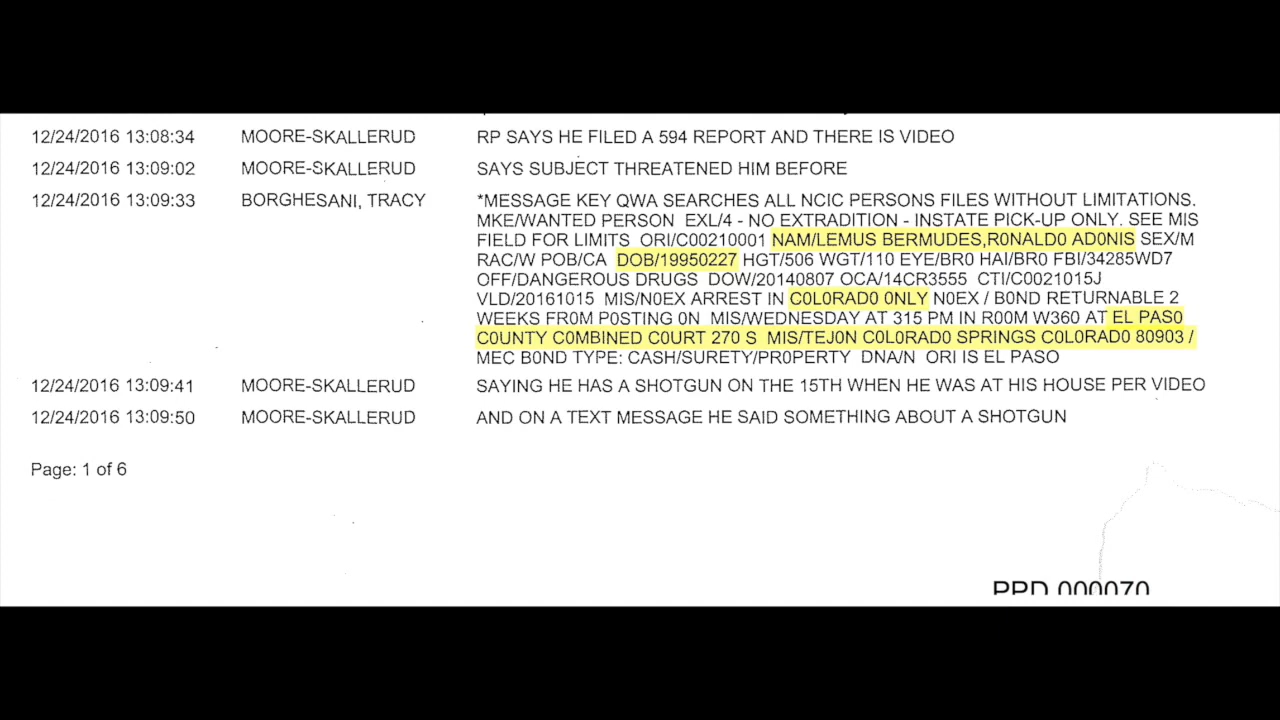 12/24/2016 13:08:34 MOORE-SKALLERUD RP SAYS HE FILED A 594 REPORT AND THERE IS VIDEO
12/24/2016 13:09:02 MOORE-SKALLERUD SAYS SUBJECT THREATENED HIM BEFORE
12/24/2016 13:09:33 BORGHESANI, TRACY *MESSAGE KEY QWA SEARCHES ALL NCIC PERSONS FILES WITHOUT LIMITATIONS.
MKE/WANTED PERSON EXL/4 - NO EXTRADITION - INSTATE PICK-UP ONLY. SEE MIS
FIELD FOR LIMITS ORI/C00210001 NAM/LEMUS BERMUDES,R0NALD0 AD0NIS SEX/M
RAC/W POB/CA DOB/19950227 HGT/506 WGT/110 EYE/BR0 HAI/BR0 FBI/34285WD7
OFF/DANGEROUS DRUGS DOW/20140807 OCA/14CR3555 CTI/C0021015J
VLD/20161015 MIS/N0EX ARREST IN C0L0RAD0 0NLY N0EX / B0ND RETURNABLE 2
WEEKS FR0M P0STING 0N MIS/WEDNESDAY AT 315 PM IN R00M W360 AT EL PAS0
C0UNTY C0MBINED C0URT 270 S MIS/TEJ0N C0L0RAD0 SPRINGS C0L0RAD0 80903 /
MEC B0ND TYPE: CASH/SURETY/PR0PERTY DNA/N ORI IS EL PASO
12/24/2016 13:09:41 MOORE-SKALLERUD SAYING HE HAS A SHOTGUN ON THE 15TH WHEN HE WAS AT HIS HOUSE PER VIDEO
12/24/2016 13:09:50 MOORE-SKALLERUD AND ON A TEXT MESSAGE HE SAID SOMETHING ABOUT A SHOTGUN
Page: 1 of 6
PPD 000070